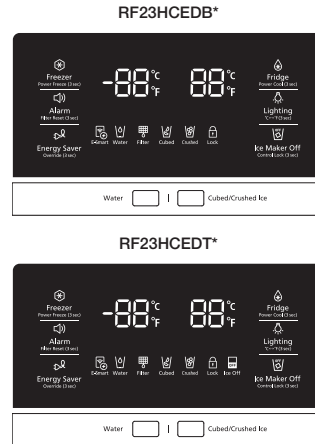 RF23HCEDB*
-88°C °F 88°C °F
Freezer
Power Freeze (3 sec)
Alarm
Filter Reset (3 sec)
Energy Saver
Override (3 sec)
E-Smart Water Filter Cubed Crushed Lock
Fridge
Power Cool (3 sec)
Lighting
°C↔°F (3 sec)
Ice Maker Off
Control Lock (3 sec)
Water | Cubed/Crushed Ice
RF23HCEDT*
-88°C °F 88°C °F
Freezer
Power Freeze (3 sec)
Alarm
Filter Reset (3 sec)
Energy Saver
Override (3 sec)
E-Smart Water Filter Cubed Crushed Lock Ice Off
Fridge
Power Cool (3 sec)
Lighting
°C↔°F (3 sec)
Ice Maker Off
Control Lock (3 sec)
Water | Cubed/Crushed Ice